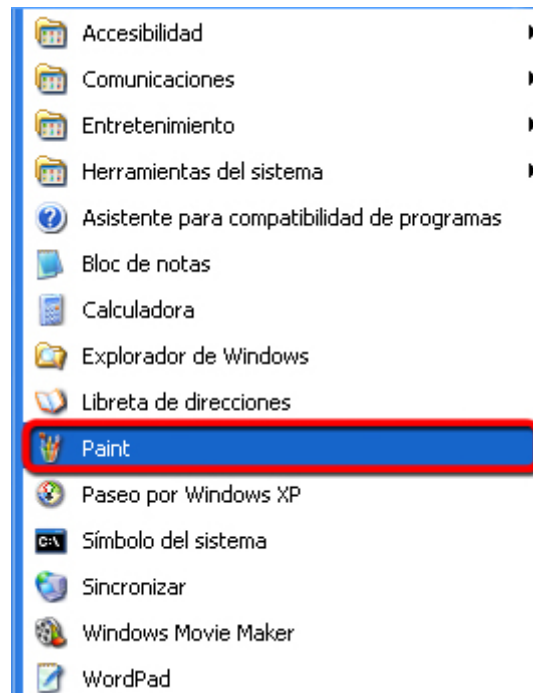 Accesibilidad
Comunicaciones
Entretenimiento
Herramientas del sistema
Asistente para compatibilidad de programas
Bloc de notas
Calculadora
Explorador de Windows
Libreta de direcciones
Paint
Paseo por Windows XP
C:\
Símbolo del sistema
Sincronizar
Windows Movie Maker
WordPad